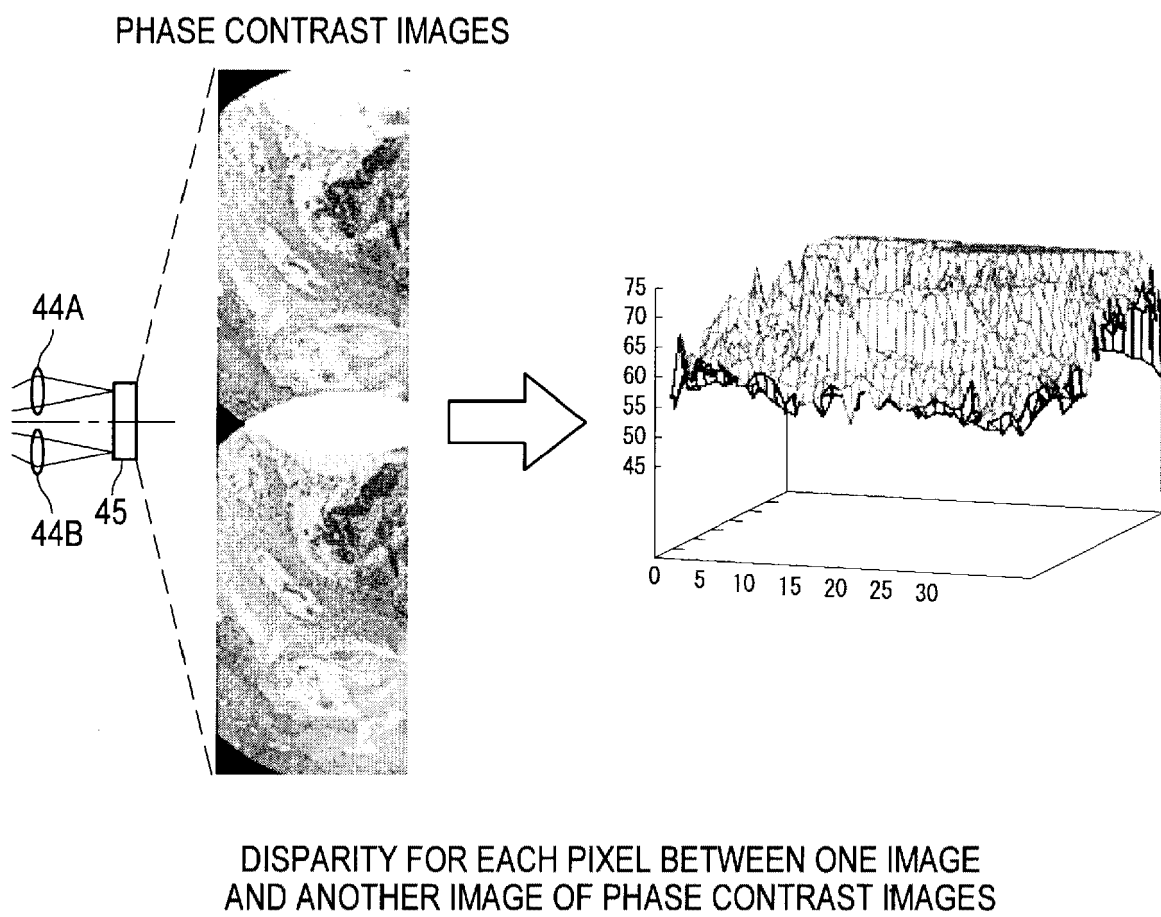 PHASE CONTRAST IMAGES
44A
44B
45
75
70
65
60
55
50
45
0 5 10 15 20 25 30
DISPARITY FOR EACH PIXEL BETWEEN ONE IMAGE
AND ANOTHER IMAGE OF PHASE CONTRAST IMAGES